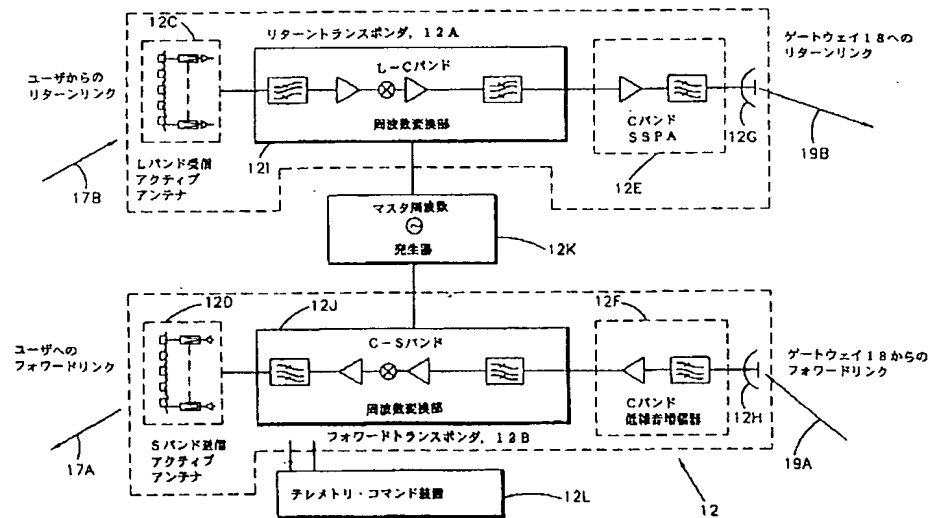 12C
リターントランスポンダ, 12A
ゲートウェイ18への
リターンリンク
ユーザからの
リターンリンク
L-Cバンド
周波数変換部
Cバンド
SSPA
12G
19B
17B
Lバンド受信
アクティブ
アンテナ
12I
12E
マスタ周波数
発生器
12K
12D
12J
12F
ユーザへの
フォワードリンク
C-Sバンド
周波数変換部
Cバンド
低雑音増幅器
ゲートウェイ18からの
フォワードリンク
12H
19A
17A
Sバンド送信
アクティブ
アンテナ
フォワードトランスポンダ, 12B
テレメトリ・コマンド装置
12L
12